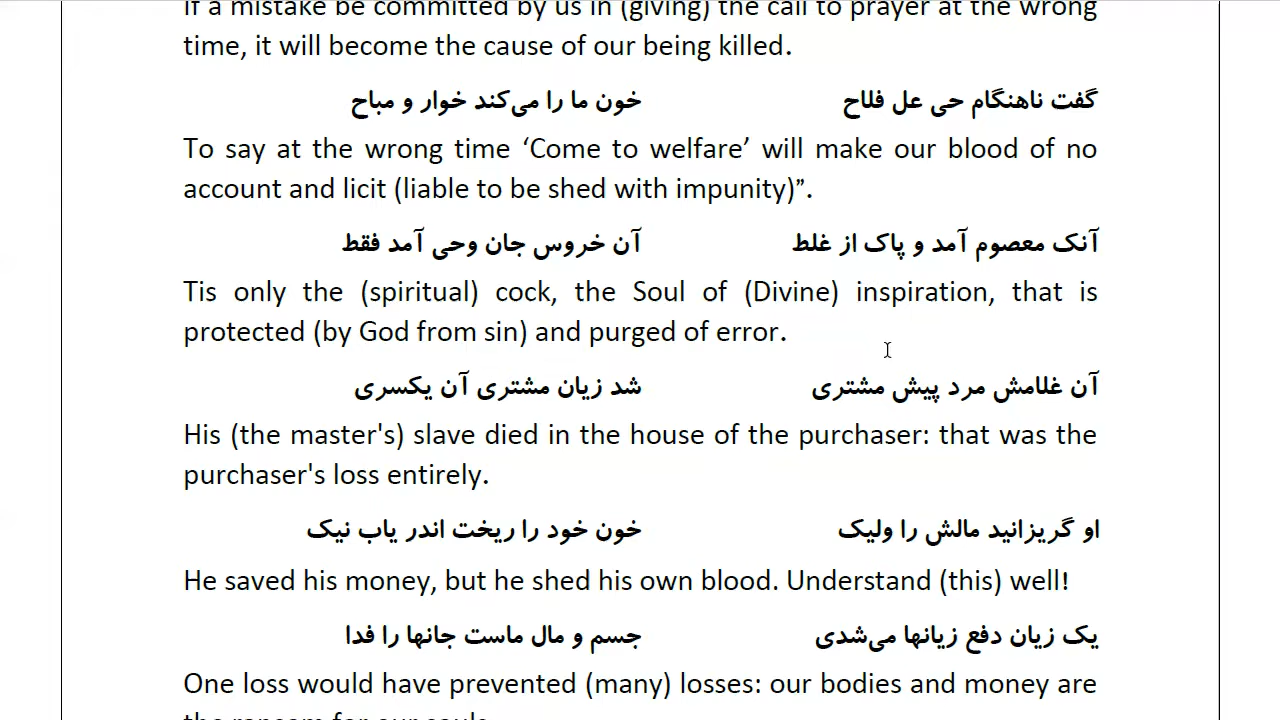 If a mistake be committed by us in (giving) the call to prayer at the wrong
time, it will become the cause of our being killed.
گفت ناهنگام حی عل فلاح خون ما را می‌کند خوار و مباح
To say at the wrong time ‘Come to welfare’ will make our blood of no
account and licit (liable to be shed with impunity)”.
آنک معصوم آمد و پاک از غلط آن خروس جان وحی آمد فقط
Tis only the (spiritual) cock, the Soul of (Divine) inspiration, that is
protected (by God from sin) and purged of error.
آن غلامش مرد پیش مشتری شد زیان مشتری آن یکسری
His (the master's) slave died in the house of the purchaser: that was the
purchaser's loss entirely.
او گریزانید مالش را ولیک خون خود را ریخت اندر یاب نیک
He saved his money, but he shed his own blood. Understand (this) well!
یک زیان دفع زیانها می‌شدی جسم و مال ماست جانها را فدا
One loss would have prevented (many) losses: our bodies and money are
the ransom for our souls